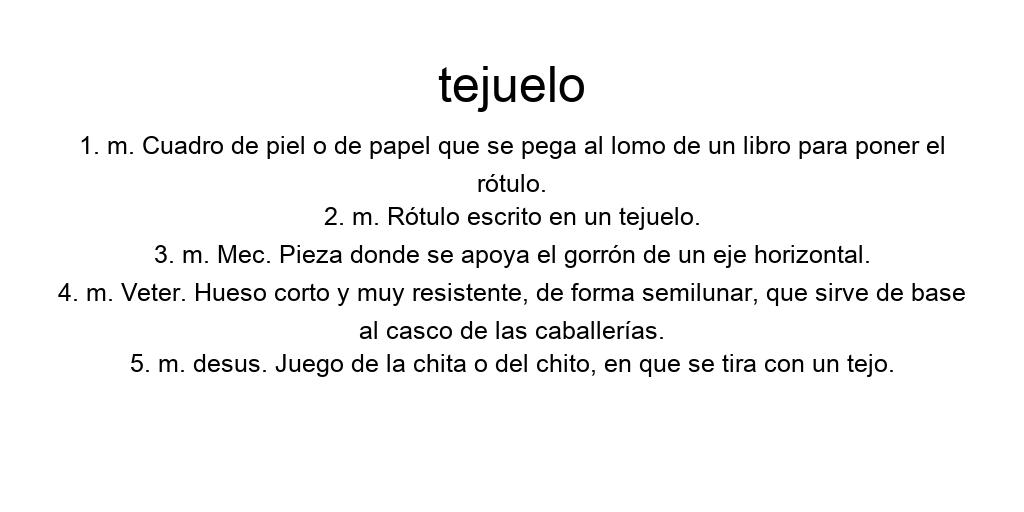 tejuelo
1. m. Cuadro de piel o de papel que se pega al lomo de un libro para poner el
rótulo.
2. m. Rótulo escrito en un tejuelo.
3. m. Mec. Pieza donde se apoya el gorrón de un eje horizontal.
4. m. Veter. Hueso corto y muy resistente, de forma semilunar, que sirve de base
al casco de las caballerías.
5. m. desus. Juego de la chita o del chito, en que se tira con un tejo.